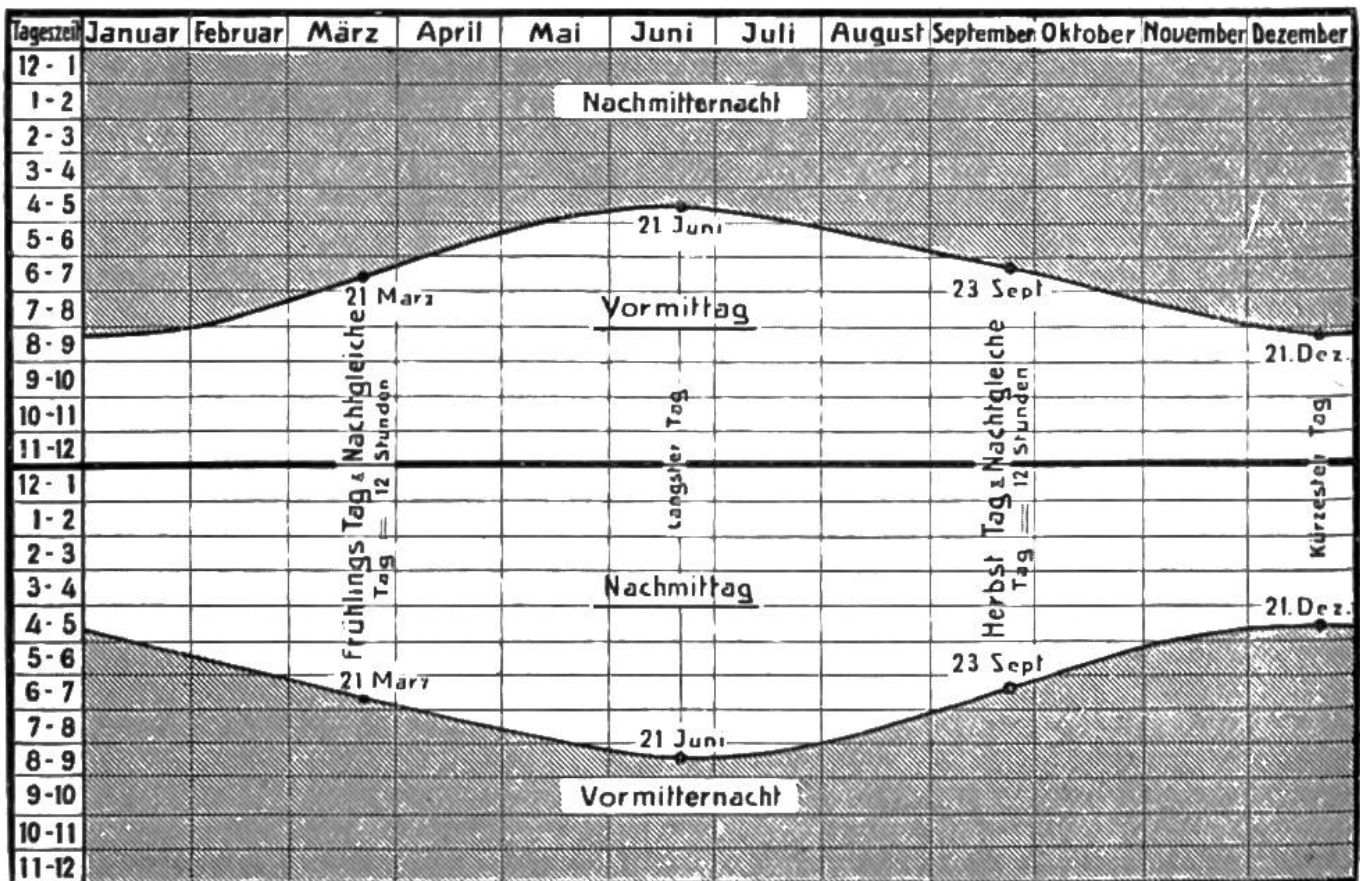 Tageszeit Januar Februar März April Mai Juni Juli August September Oktober November Dezember
12 - 1
1 - 2
Nachmitternacht
2 - 3
3 - 4
4 - 5
5 - 6
21 Juni
6 - 7
7 - 8
21 März
Vormittag
23 Sept
8 - 9
21. Dez.
9 - 10
10 - 11
11 - 12
Frühlings Tag & Nachtgleiche
Tag = 12 Stunden
Längster Tag
Herbst Tag & Nachtgleiche
Tag = 12 Stunden
Kürzester Tag
12 - 1
1 - 2
2 - 3
3 - 4
Nachmittag
4 - 5
21. Dez.
5 - 6
6 - 7
21 März
23 Sept
7 - 8
21 Juni
8 - 9
9 - 10
Vormitternacht
10 - 11
11 - 12